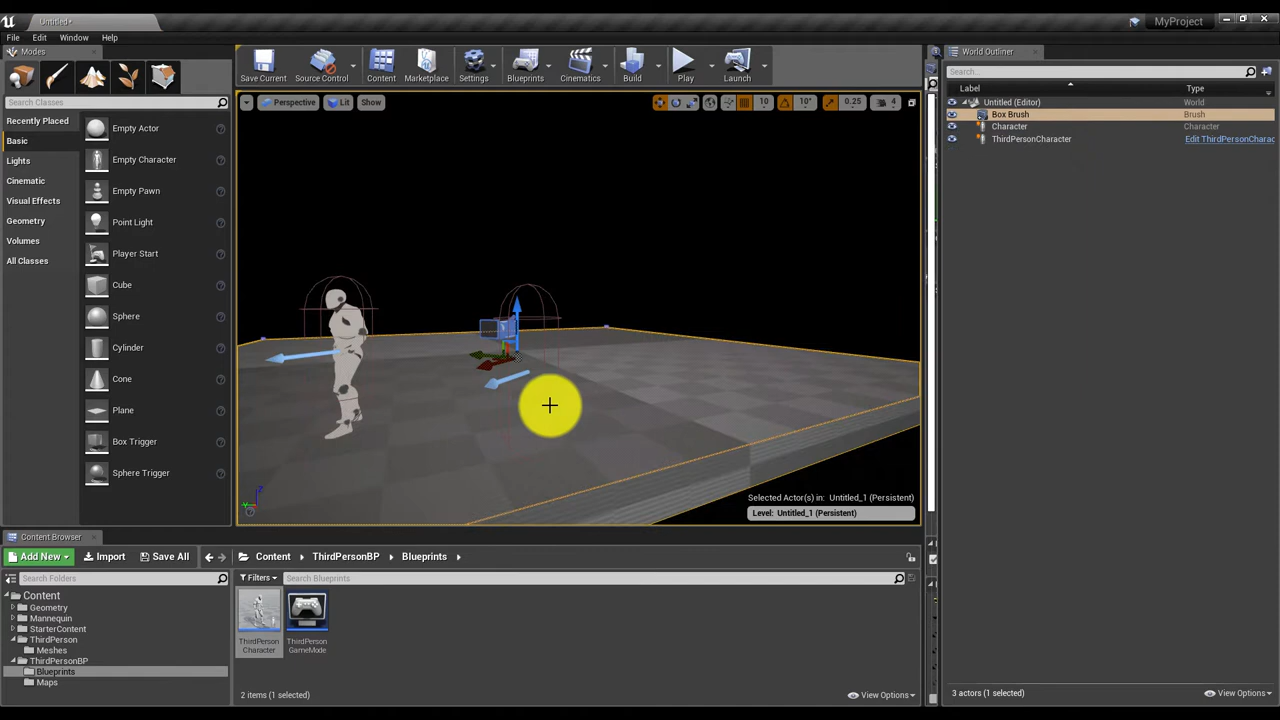 Untitled*
MyProject
File Edit Window Help
Modes
Search Classes
Recently Placed
Basic
Lights
Cinematic
Visual Effects
Geometry
Volumes
All Classes
Empty Actor
Empty Character
Empty Pawn
Point Light
Player Start
Cube
Sphere
Cylinder
Cone
Plane
Box Trigger
Sphere Trigger
Save Current Source Control Content Marketplace Settings Blueprints Cinematics Build Play Launch
Perspective Lit Show 10 10° 0.25 4
Selected Actor(s) in: Untitled_1 (Persistent)
Level: Untitled_1 (Persistent)
World Outliner
Search...
Label Type
Untitled (Editor) World
Box Brush Brush
Character Character
ThirdPersonCharacter Edit ThirdPersonCharac
3 actors (1 selected) View Options
Content Browser
Add New Import Save All Content ThirdPersonBP Blueprints
Search Folders
Content
Geometry
Mannequin
StarterContent
ThirdPerson
Meshes
ThirdPersonBP
Blueprints
Maps
Filters Search Blueprints
ThirdPerson
Character
ThirdPerson
GameMode
2 items (1 selected) View Options